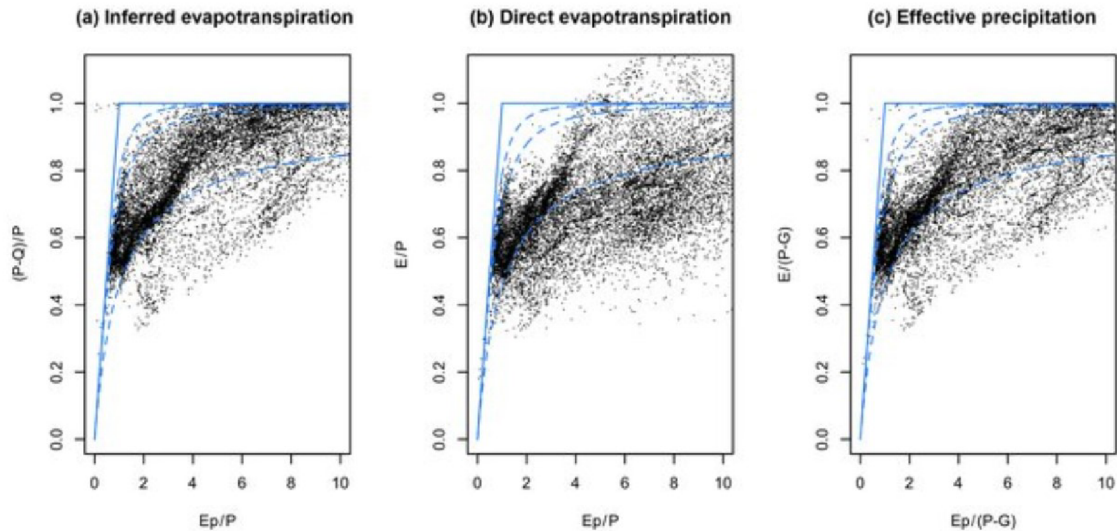 (a) Inferred evapotranspiration
(P-Q)/P
1.0
0.8
0.6
0.4
0.2
0.0
0 2 4 6 8 10
Ep/P
(b) Direct evapotranspiration
E/P
1.0
0.8
0.6
0.4
0.2
0.0
0 2 4 6 8 10
Ep/P
(c) Effective precipitation
E/(P-G)
1.0
0.8
0.6
0.4
0.2
0.0
0 2 4 6 8 10
Ep/(P-G)